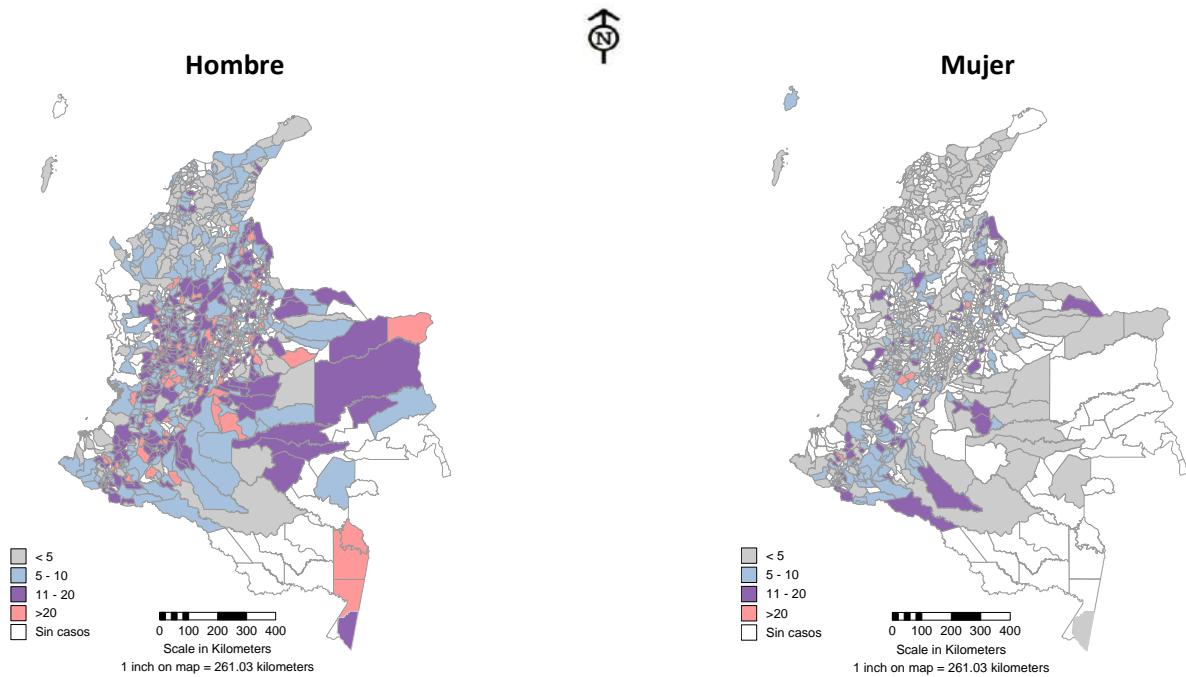 N
Hombre
Mujer
< 5
5 - 10
11 - 20
>20
Sin casos
0 100 200 300 400
Scale in Kilometers
1 inch on map = 261.03 kilometers
< 5
5 - 10
11 - 20
>20
Sin casos
0 100 200 300 400
Scale in Kilometers
1 inch on map = 261.03 kilometers